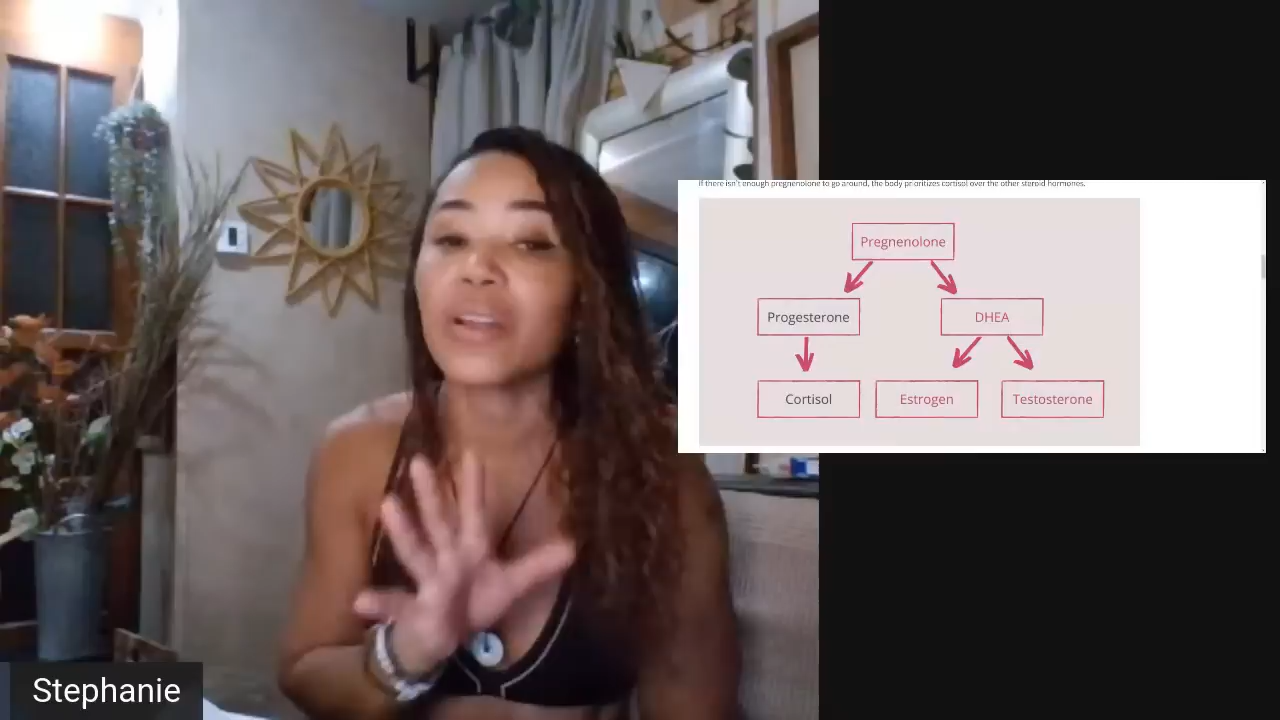 If there isn't enough pregnenolone to go around, the body prioritizes cortisol over the other steroid hormones.
Pregnenolone
Progesterone
DHEA
Cortisol
Estrogen
Testosterone
Stephanie